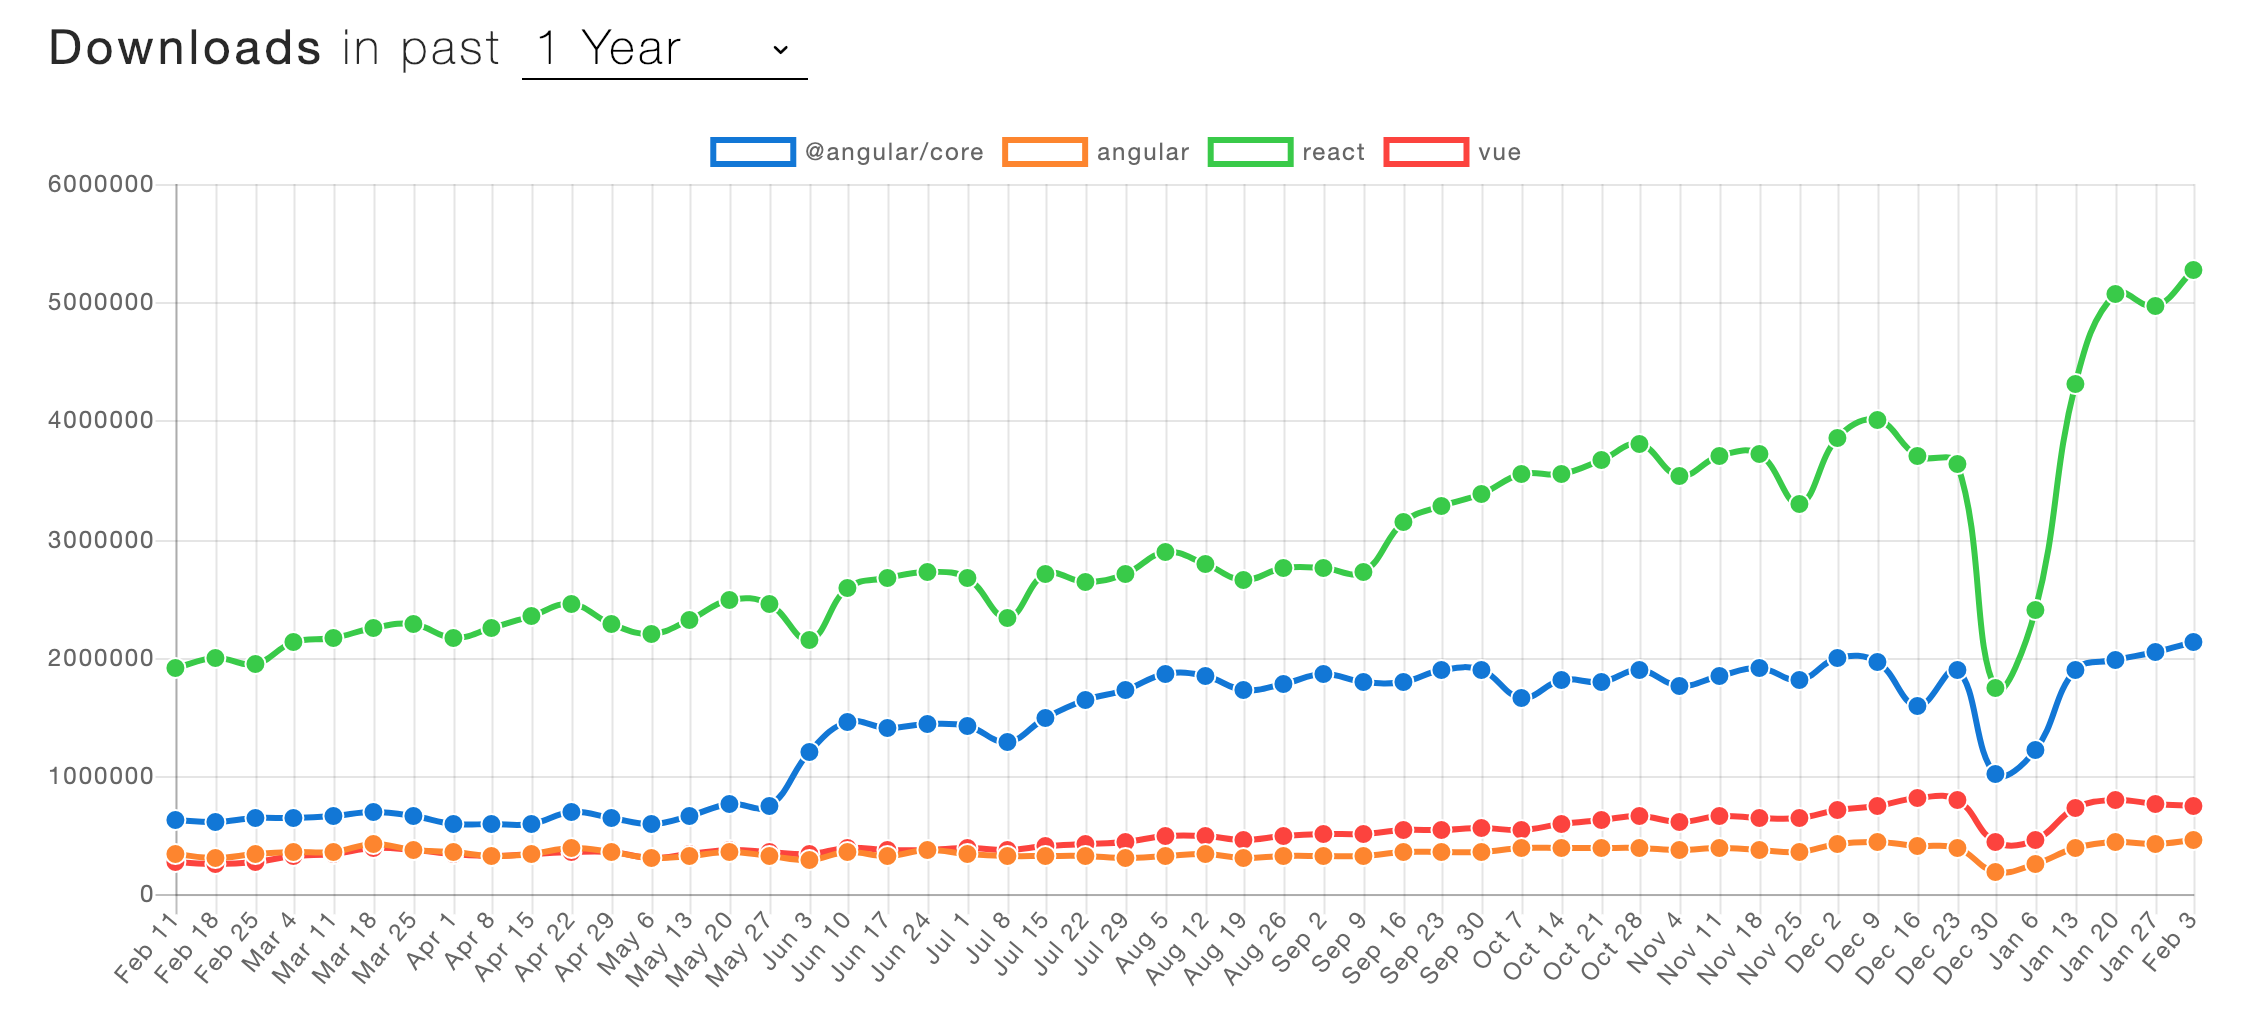 Downloads in past 1 Year
@angular/core angular react vue
6000000
5000000
4000000
3000000
2000000
1000000
0
Feb 11 Feb 18 Feb 25 Mar 4 Mar 11 Mar 18 Mar 25 Apr 1 Apr 8 Apr 15 Apr 22 Apr 29 May 6 May 13 May 20 May 27 Jun 3 Jun 10 Jun 17 Jun 24 Jul 1 Jul 8 Jul 15 Jul 22 Jul 29 Aug 5 Aug 12 Aug 19 Aug 26 Sep 2 Sep 9 Sep 16 Sep 23 Sep 30 Oct 7 Oct 14 Oct 21 Oct 28 Nov 4 Nov 11 Nov 18 Nov 25 Dec 2 Dec 9 Dec 16 Dec 23 Dec 30 Jan 6 Jan 13 Jan 20 Jan 27 Feb 3